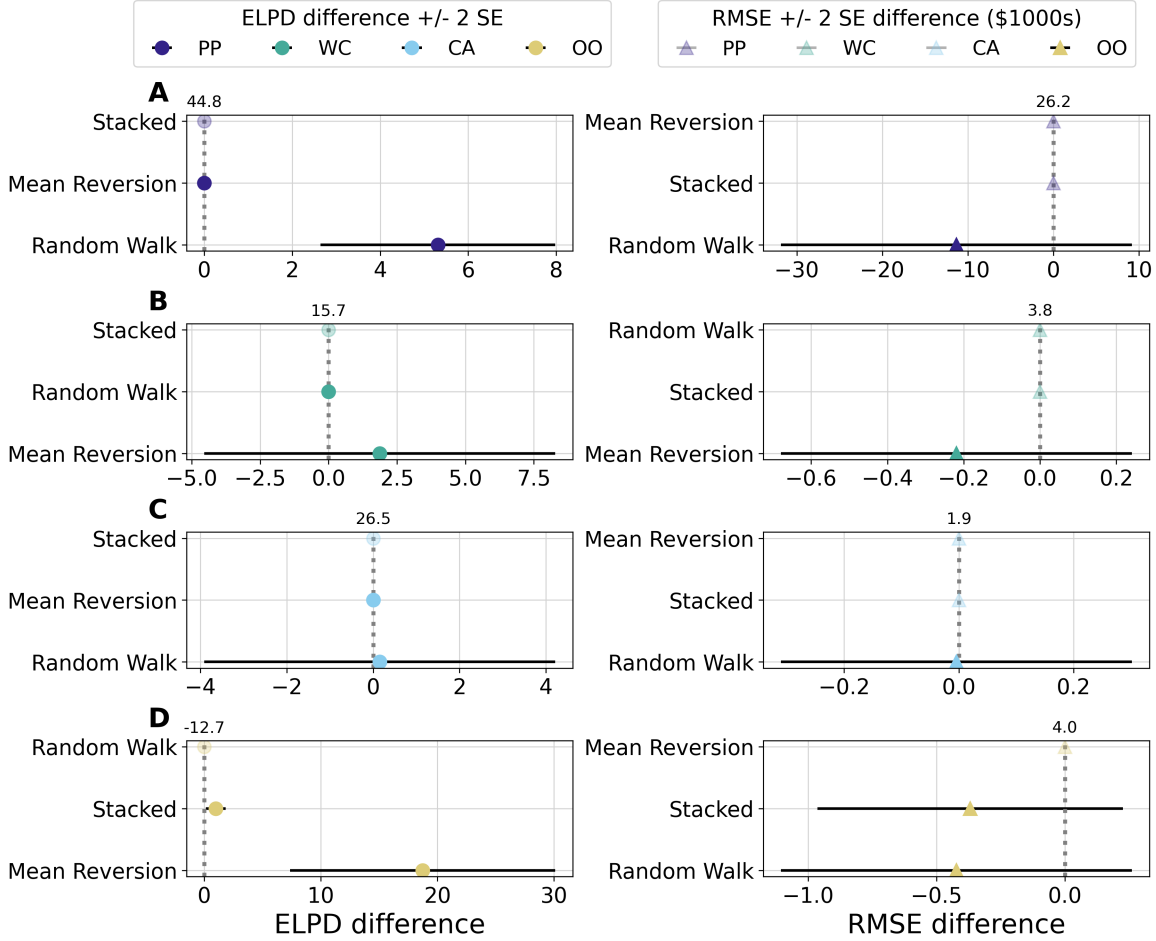 ELPD difference +/- 2 SE
PP WC CA OO
RMSE +/- 2 SE difference ($1000s)
PP WC CA OO
A
44.8
Stacked
Mean Reversion
Random Walk
0 2 4 6 8
26.2
Mean Reversion
Stacked
Random Walk
−30 −20 −10 0 10
B
15.7
Stacked
Random Walk
Mean Reversion
−5.0 −2.5 0.0 2.5 5.0 7.5
3.8
Random Walk
Stacked
Mean Reversion
−0.6 −0.4 −0.2 0.0 0.2
C
26.5
Stacked
Mean Reversion
Random Walk
−4 −2 0 2 4
1.9
Mean Reversion
Stacked
Random Walk
−0.2 0.0 0.2
D
-12.7
Random Walk
Stacked
Mean Reversion
0 10 20 30
ELPD difference
4.0
Mean Reversion
Stacked
Random Walk
−1.0 −0.5 0.0
RMSE difference